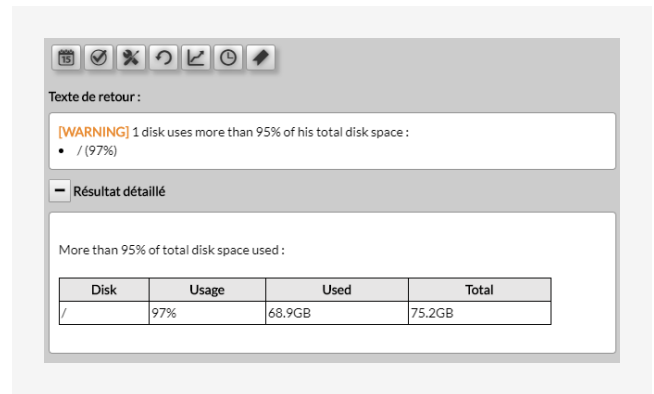 15
Texte de retour :
[WARNING] 1 disk uses more than 95% of his total disk space :
• / (97%)
Résultat détaillé
More than 95% of total disk space used :
Disk Usage Used Total
/ 97% 68.9GB 75.2GB